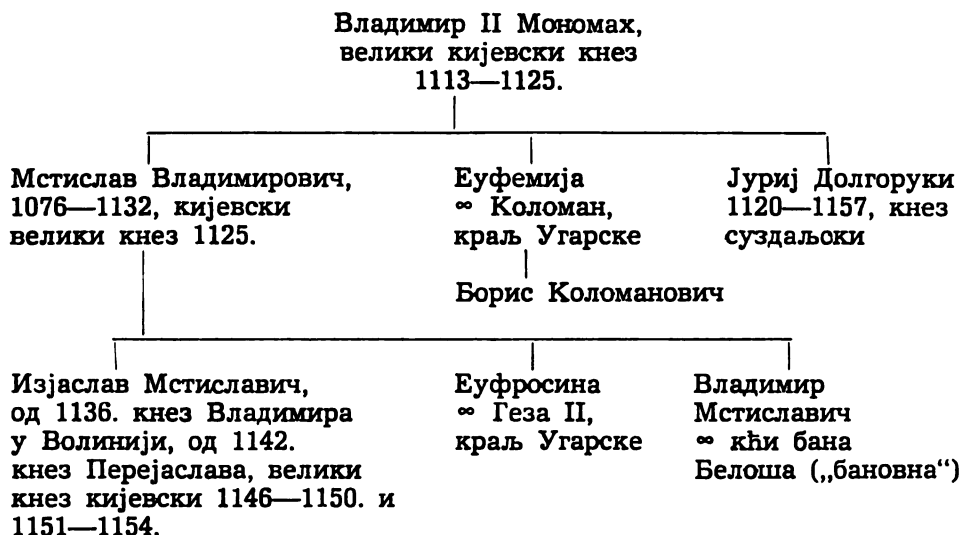 Владимир II Мономах,
велики кијевски кнез
1113—1125.
Мстислав Владимирович,
1076—1132, кијевски
велики кнез 1125.
Еуфемија
∞ Коломан,
краљ Угарске
Јуриј Долгоруки
1120—1157, кнез
суздаљоки
Борис Коломанович
Изјаслав Мстиславич,
од 1136. кнез Владимира
у Волинији, од 1142.
кнез Перејаслава, велики
кнез кијевски 1146—1150. и
1151—1154.
Еуфросина
∞ Геза II,
краљ Угарске
Владимир
Мстиславич
∞ кћи бана
Белоша („бановна“)